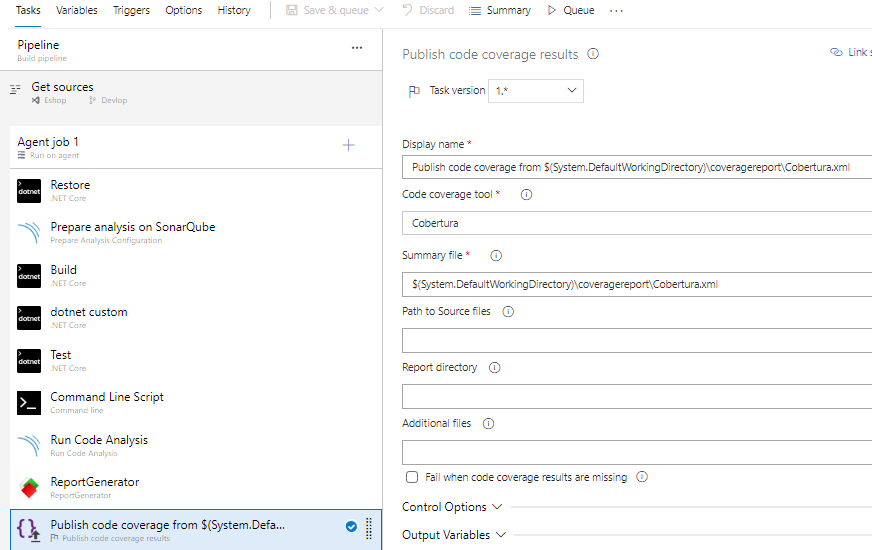 Tasks Variables Triggers Options History Save & queue Discard Summary Queue ...
Pipeline
Build pipeline
Get sources
Eshop Devlop
Agent job 1
Run on agent
dotnet
Restore
.NET Core
Prepare analysis on SonarQube
Prepare Analysis Configuration
dotnet
Build
.NET Core
dotnet
dotnet custom
.NET Core
dotnet
Test
.NET Core
Command Line Script
Command line
Run Code Analysis
Run Code Analysis
ReportGenerator
ReportGenerator
Publish code coverage from $(System.Defa...
Publish code coverage results
Publish code coverage results
Link s
Task version 1.*
Display name *
Publish code coverage from $(System.DefaultWorkingDirectory)\coveragereport\Cobertura.xml
Code coverage tool *
Cobertura
Summary file *
$(System.DefaultWorkingDirectory)\coveragereport\Cobertura.xml
Path to Source files
Report directory
Additional files
Fail when code coverage results are missing
Control Options
Output Variables